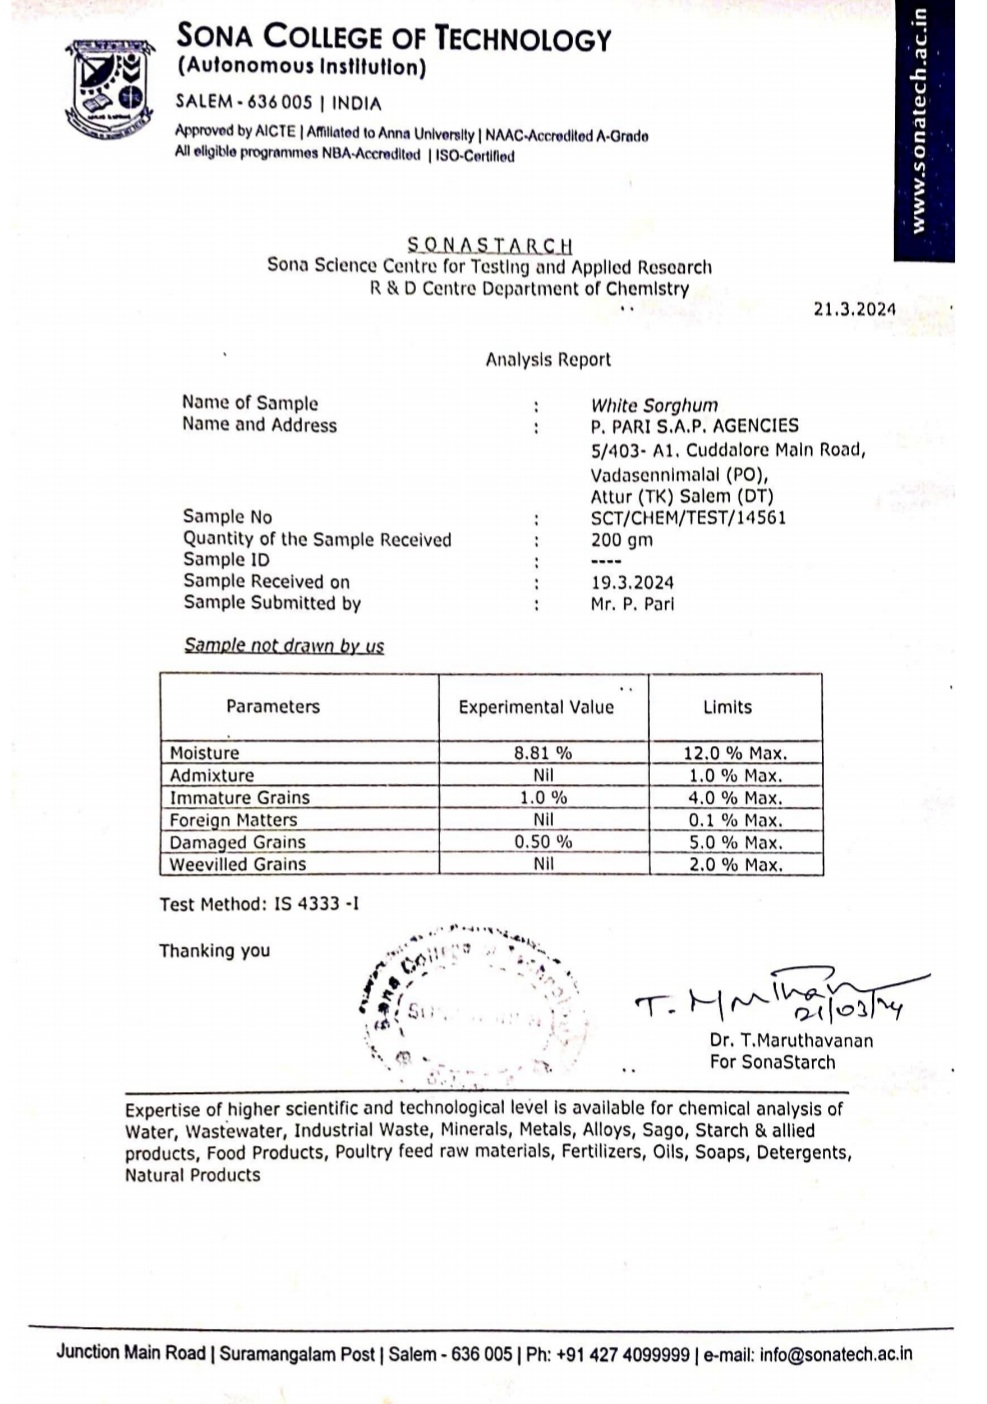 SONA COLLEGE OF TECHNOLOGY
(Autonomous Institution)
SALEM - 636 005 | INDIA
Approved by AICTE | Affiliated to Anna University | NAAC-Accredited A-Grade
All eligible programmes NBA-Accredited | ISO-Certified
www.sonatech.ac.in
SONASTARCH
Sona Science Centre for Testing and Applied Research
R & D Centre Department of Chemistry
21.3.2024
Analysis Report
Name of Sample : White Sorghum
Name and Address : P. PARI S.A.P. AGENCIES
5/403- A1. Cuddalore Main Road,
Vadasennimalai (PO),
Attur (TK) Salem (DT)
Sample No : SCT/CHEM/TEST/14561
Quantity of the Sample Received : 200 gm
Sample ID : ----
Sample Received on : 19.3.2024
Sample Submitted by : Mr. P. Pari
Sample not drawn by us
Parameters Experimental Value Limits
Moisture 8.81 % 12.0 % Max.
Admixture Nil 1.0 % Max.
Immature Grains 1.0 % 4.0 % Max.
Foreign Matters Nil 0.1 % Max.
Damaged Grains 0.50 % 5.0 % Max.
Weevilled Grains Nil 2.0 % Max.
Test Method: IS 4333 -I
Thanking you
Sona College of Technology
21/03/24
Dr. T.Maruthavanan
For SonaStarch
Expertise of higher scientific and technological level is available for chemical analysis of
Water, Wastewater, Industrial Waste, Minerals, Metals, Alloys, Sago, Starch & allied
products, Food Products, Poultry feed raw materials, Fertilizers, Oils, Soaps, Detergents,
Natural Products
Junction Main Road | Suramangalam Post | Salem - 636 005 | Ph: +91 427 4099999 | e-mail: info@sonatech.ac.in